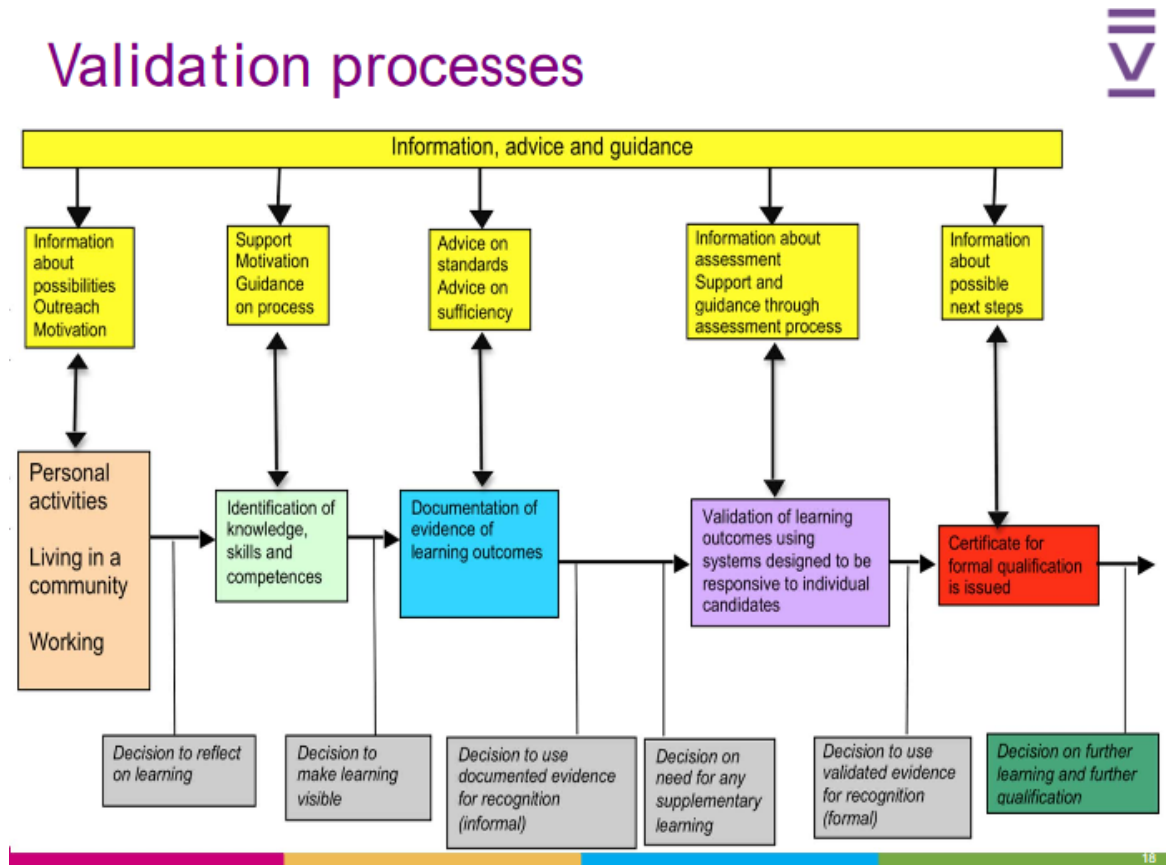 Validation processes
Information, advice and guidance
Information
about
possibilities
Outreach
Motivation
Support
Motivation
Guidance
on process
Advice on
standards
Advice on
sufficiency
Information about
assessment
Support and
guidance through
assessment process
Information
about
possible
next steps
Personal
activities
Living in a
community
Working
Identification of
knowledge,
skills and
competences
Documentation of
evidence of
learning outcomes
Validation of learning
outcomes using
systems designed to be
responsive to individual
candidates
Certificate for
formal qualification
is issued
Decision to reflect
on learning
Decision to
make learning
visible
Decision to use
documented evidence
for recognition
(informal)
Decision on
need for any
supplementary
learning
Decision to use
validated evidence
for recognition
(formal)
Decision on further
learning and further
qualification
18